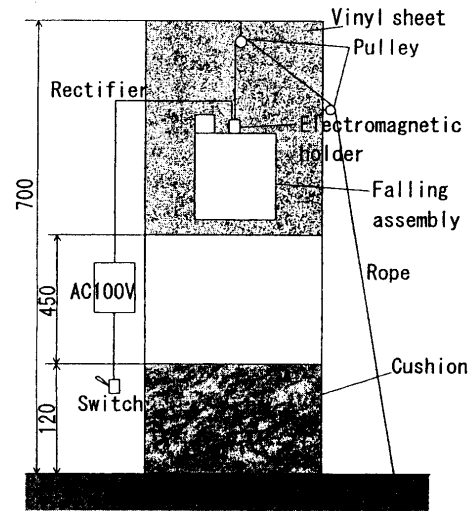 Vinyl sheet
Pulley
Rectifier
Electromagnetic
holder
Falling
assembly
700
450
AC100V
Rope
Cushion
Switch
120